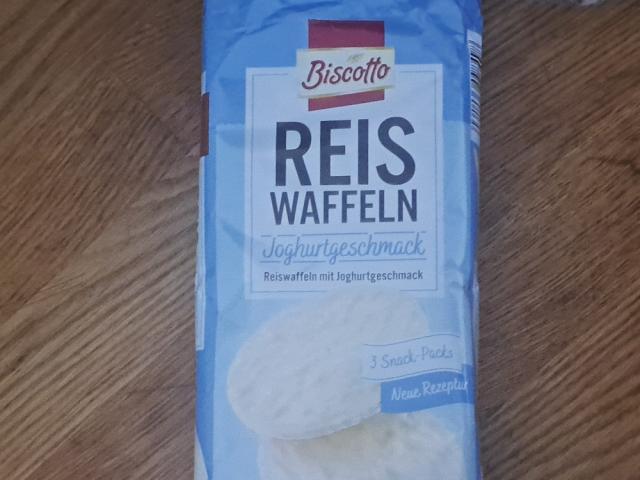 Biscotto
REIS
WAFFELN
Joghurtgeschmack
Reiswaffeln mit Joghurtgeschmack
3 Snack-Packs
Neue Rezeptur